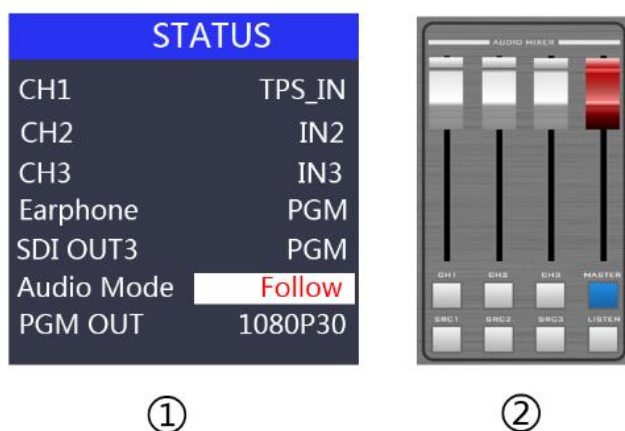 STATUS
CH1 TPS_IN
CH2 IN2
CH3 IN3
Earphone PGM
SDI OUT3 PGM
Audio Mode Follow
PGM OUT 1080P30
①
AUDIO MIXER
CH1 CH2 CH3 MASTER
SRC1 SRC2 SRC3 LISTEN
②